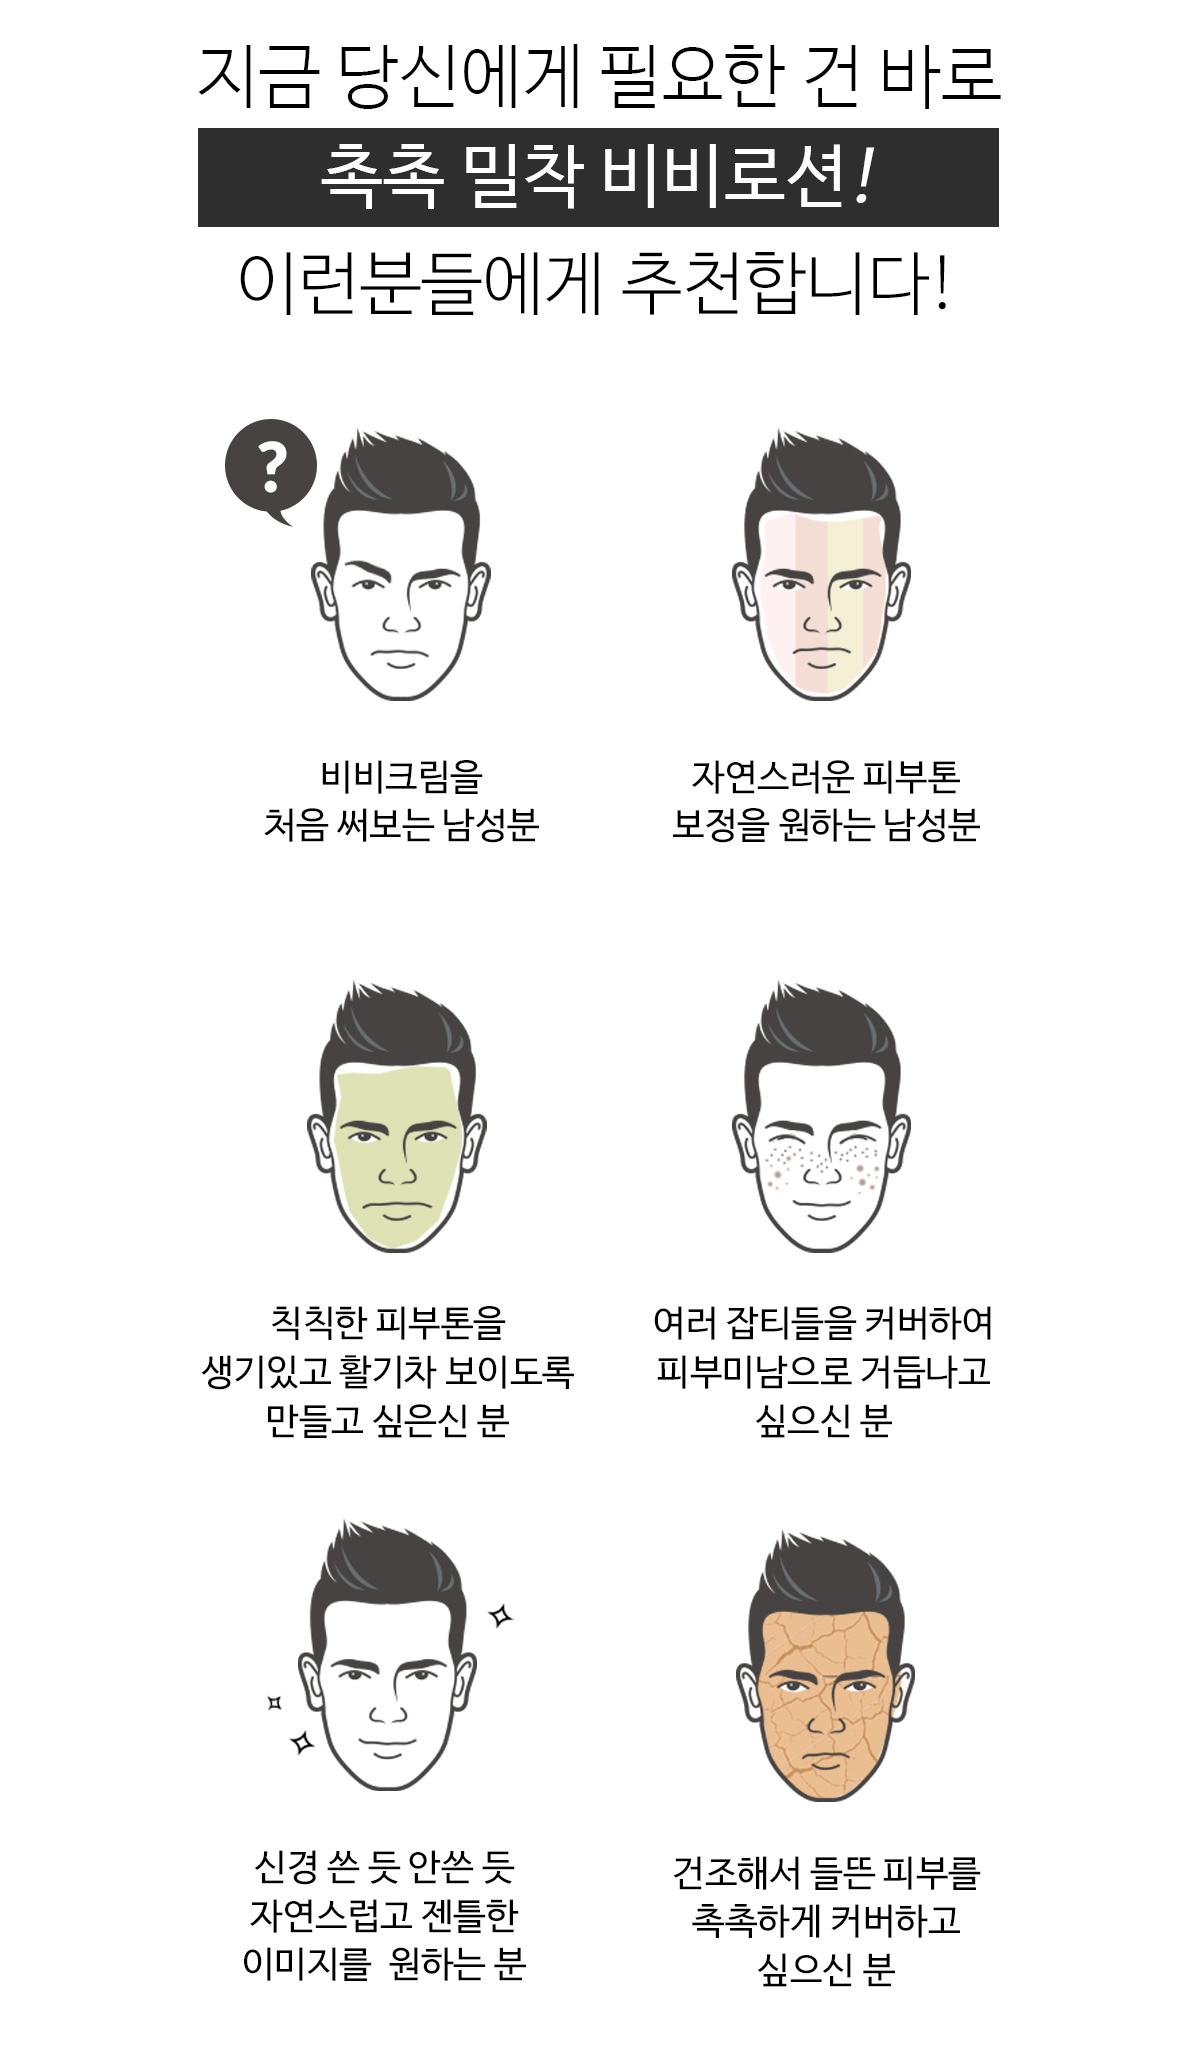 지금 당신에게 필요한 건 바로
촉촉 밀착 비비로션!
이런분들에게 추천합니다!
?
비비크림을
처음 써보는 남성분
자연스러운 피부톤
보정을 원하는 남성분
칙칙한 피부톤을
생기있고 활기차 보이도록
만들고 싶은신 분
여러 잡티들을 커버하여
피부미남으로 거듭나고
싶으신 분
신경 쓴 듯 안쓴 듯
자연스럽고 젠틀한
이미지를 원하는 분
건조해서 들뜬 피부를
촉촉하게 커버하고
싶으신 분